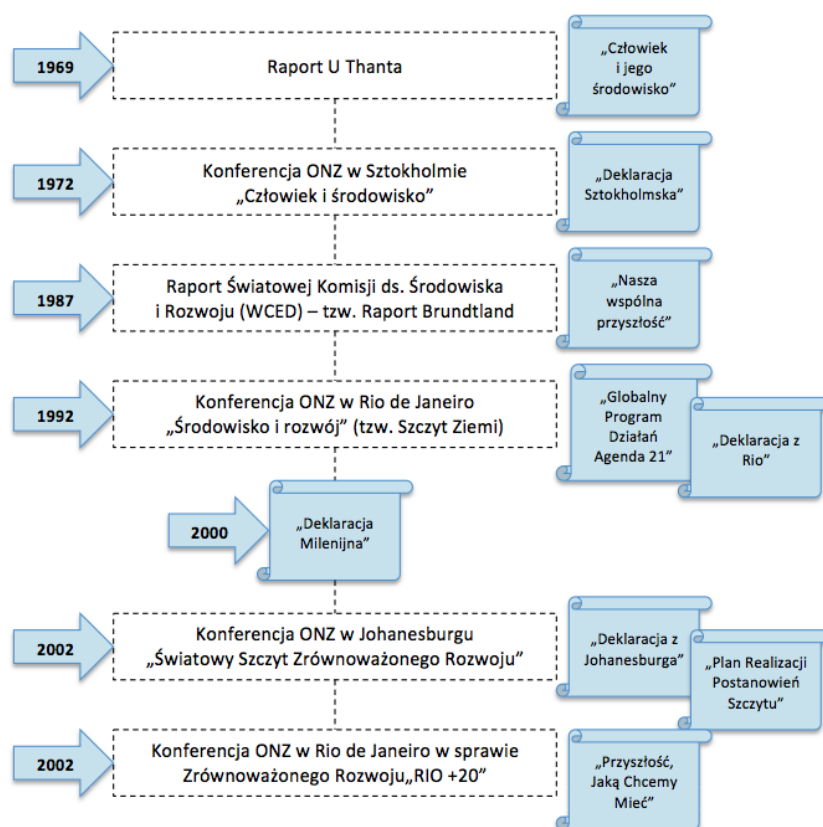 1969
Raport U Thanta
„Człowiek
i jego
środowisko”
1972
Konferencja ONZ w Sztokholmie
„Człowiek i środowisko”
„Deklaracja
Sztokholmska”
1987
Raport Światowej Komisji ds. Środowiska
i Rozwoju (WCED) – tzw. Raport Brundtland
„Nasza
wspólna
przyszłość”
1992
Konferencja ONZ w Rio de Janeiro
„Środowisko i rozwój” (tzw. Szczyt Ziemi)
„Globalny
Program
Działań
Agenda 21”
„Deklaracja z
Rio”
2000
„Deklaracja
Milenijna”
2002
Konferencja ONZ w Johanesburgu
„Światowy Szczyt Zrównoważonego Rozwoju”
„Deklaracja z
Johanesburga”
„Plan Realizacji
Postanowień
Szczytu”
2002
Konferencja ONZ w Rio de Janeiro w sprawie
Zrównoważonego Rozwoju„RIO +20”
„Przyszłość,
Jaką Chcemy
Mieć”